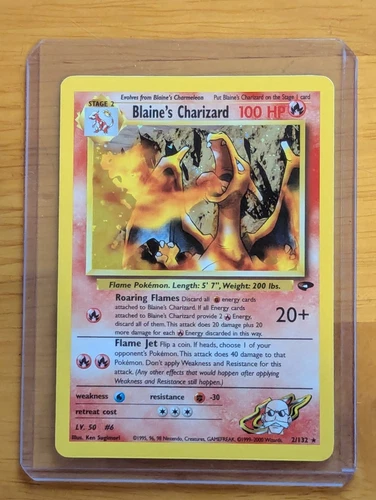 Evolves from Blaine's Charmeleon Put Blaine's Charizard on the Stage 1 card
STAGE 2
Blaine's Charizard 100 HP
Flame Pokémon. Length: 5' 7", Weight: 200 lbs.
Roaring Flames Discard all energy cards
attached to Blaine's Charizard. If all Energy cards
attached to Blaine's Charizard provide 2 Energy,
discard all of them. This attack does 20 damage plus 20
more damage for each Energy discarded in this way.
20+
Flame Jet Flip a coin. If heads, choose 1 of your
opponent's Pokémon. This attack does 40 damage to that
Pokémon. Don't apply Weakness and Resistance for this
attack. (Any other effects that would happen after applying
Weakness and Resistance still happen.)
weakness resistance -30
retreat cost
LV. 50 #6
Illus. Ken Sugimori ©1995, 96, 98 Nintendo, Creatures, GAMEFREAK. ©1999-2000 Wizards. 2/132